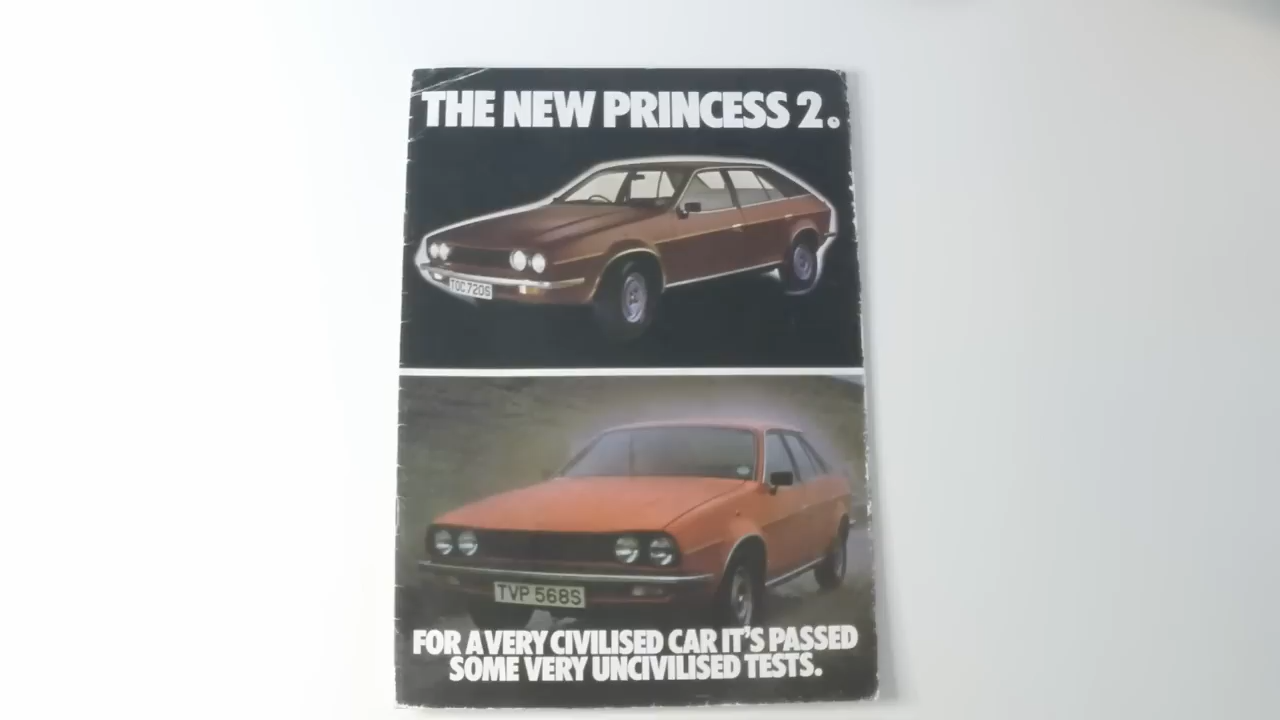 THE NEW PRINCESS 2.
TOC 720S
TVP 568S
FOR A VERY CIVILISED CAR IT'S PASSED
SOME VERY UNCIVILISED TESTS.